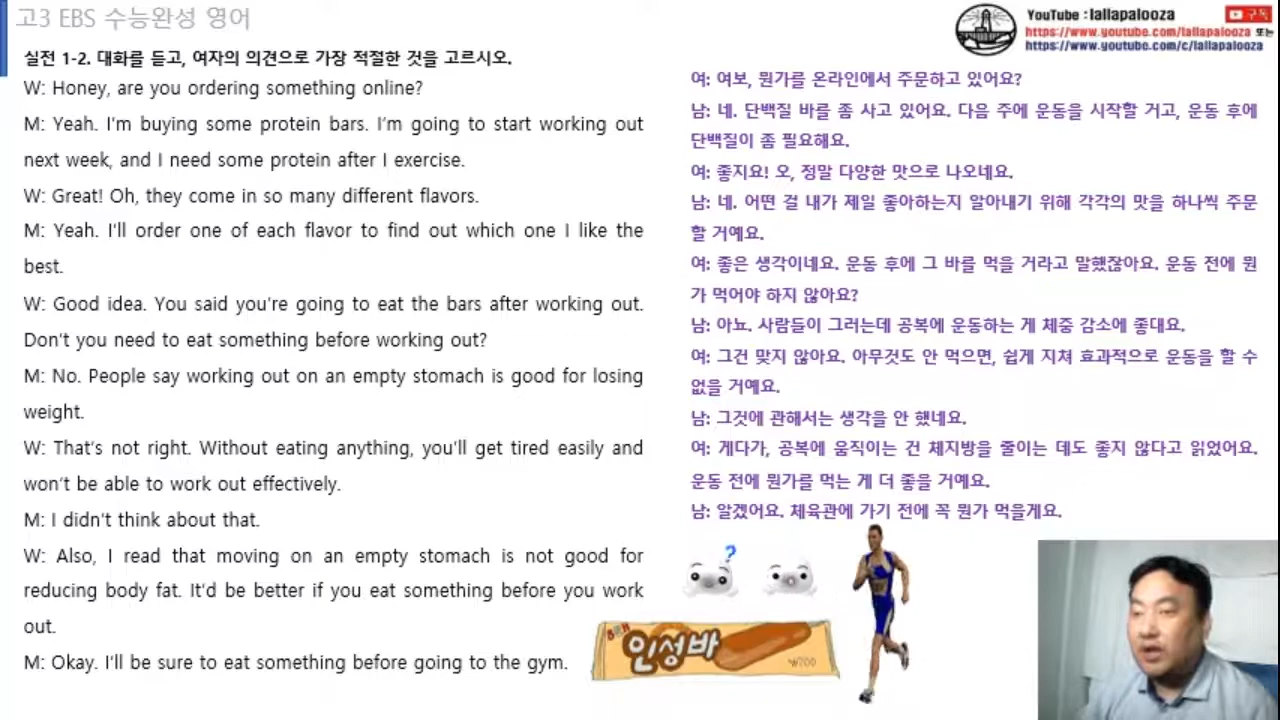 고3 EBS 수능완성 영어
YouTube : lallapalooza
구독
https://www.youtube.com/lallapalooza 또는
https://www.youtube.com/c/lallapalooza
실전 1-2. 대화를 듣고, 여자의 의견으로 가장 적절한 것을 고르시오.
W: Honey, are you ordering something online?
M: Yeah. I'm buying some protein bars. I'm going to start working out
next week, and I need some protein after I exercise.
W: Great! Oh, they come in so many different flavors.
M: Yeah. I'll order one of each flavor to find out which one I like the
best.
W: Good idea. You said you're going to eat the bars after working out.
Don't you need to eat something before working out?
M: No. People say working out on an empty stomach is good for losing
weight.
W: That's not right. Without eating anything, you'll get tired easily and
won't be able to work out effectively.
M: I didn't think about that.
W: Also, I read that moving on an empty stomach is not good for
reducing body fat. It'd be better if you eat something before you work
out.
M: Okay. I'll be sure to eat something before going to the gym.
여: 여보, 뭔가를 온라인에서 주문하고 있어요?
남: 네. 단백질 바를 좀 사고 있어요. 다음 주에 운동을 시작할 거고, 운동 후에
단백질이 좀 필요해요.
여: 좋지요! 오, 정말 다양한 맛으로 나오네요.
남: 네. 어떤 걸 내가 제일 좋아하는지 알아내기 위해 각각의 맛을 하나씩 주문
할 거예요.
여: 좋은 생각이네요. 운동 후에 그 바를 먹을 거라고 말했잖아요. 운동 전에 뭔
가 먹어야 하지 않아요?
남: 아뇨. 사람들이 그러는데 공복에 운동하는 게 체중 감소에 좋대요.
여: 그건 맞지 않아요. 아무것도 안 먹으면, 쉽게 지쳐 효과적으로 운동을 할 수
없을 거예요.
남: 그것에 관해서는 생각을 안 했네요.
여: 게다가, 공복에 움직이는 건 체지방을 줄이는 데도 좋지 않다고 읽었어요.
운동 전에 뭔가를 먹는 게 더 좋을 거예요.
남: 알겠어요. 체육관에 가기 전에 꼭 뭔가 먹을게요.
?
인성바
₩700